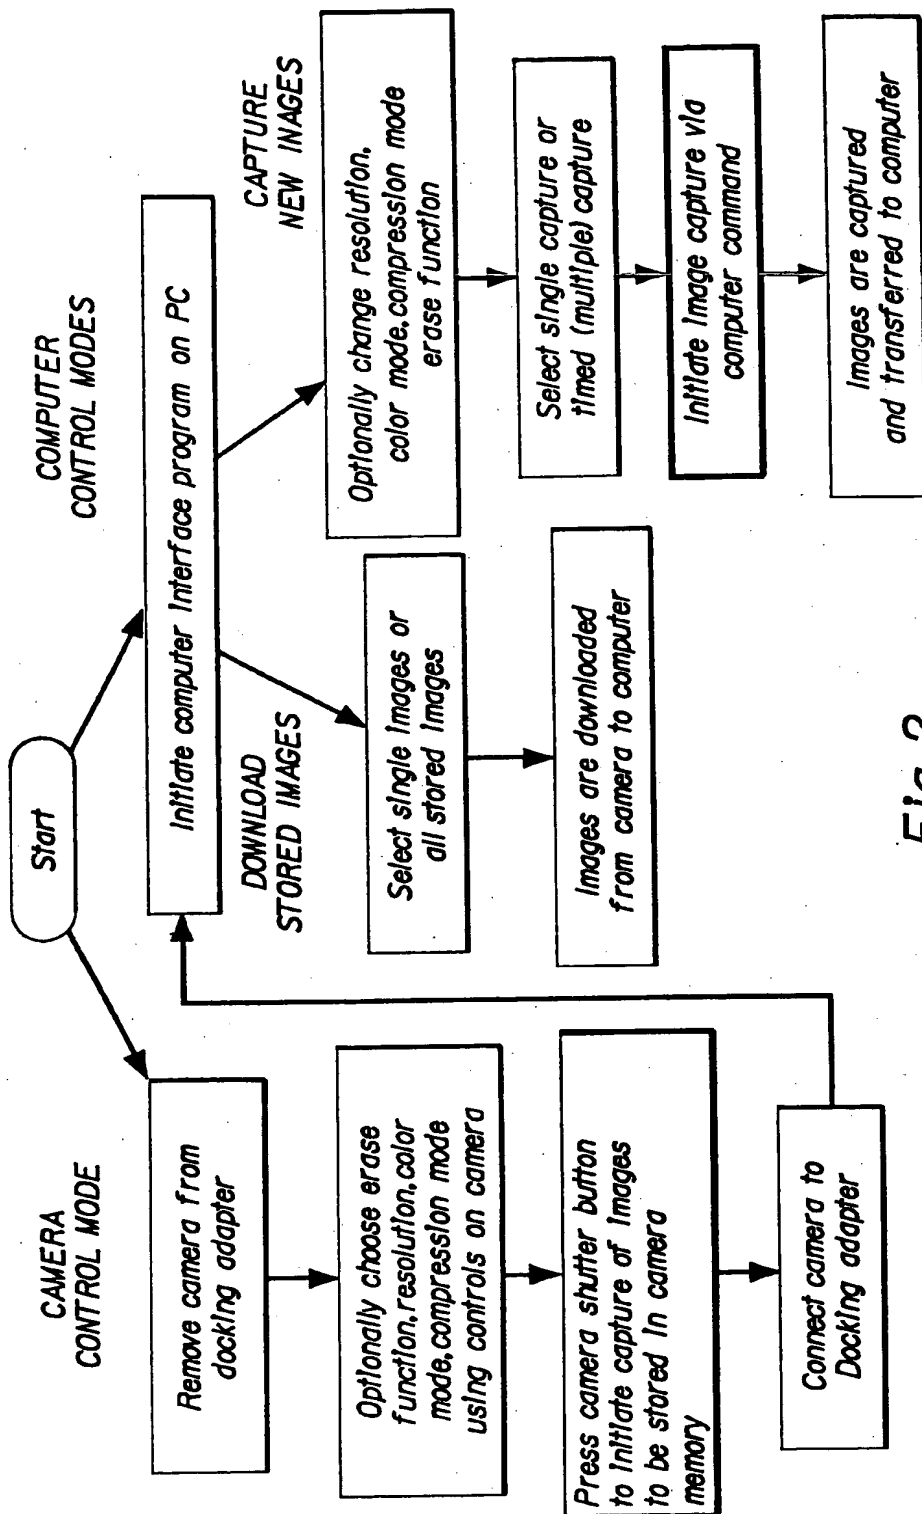 Start
CAMERA
CONTROL MODE
Remove camera from
docking adapter
Optionally choose erase
function,resolution,color
mode,compression mode
using controls on camera
Press camera shutter button
to initiate capture of images
to be stored in camera
memory
Connect camera to
Docking adapter
COMPUTER
CONTROL MODES
Initiate computer interface program on PC
DOWNLOAD
STORED IMAGES
Select single images or
all stored images
Images are downloaded
from camera to computer
CAPTURE
NEW INAGES
Optionally change resolution,
color mode,compression mode
erase function
Select single capture or
timed (multiple) capture
Initiate image capture via
computer command
Images are captured
and transferred to computer